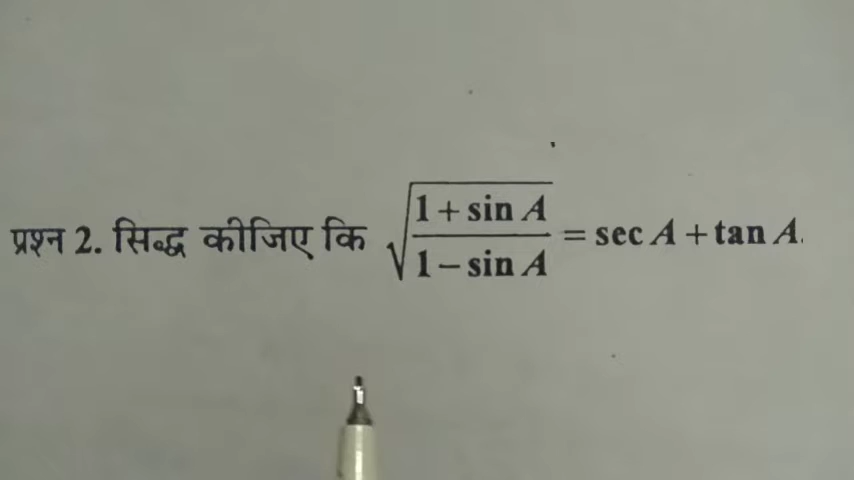 प्रश्न 2. सिद्ध कीजिए कि √((1 + sin A)/(1 − sin A)) = sec A + tan A.